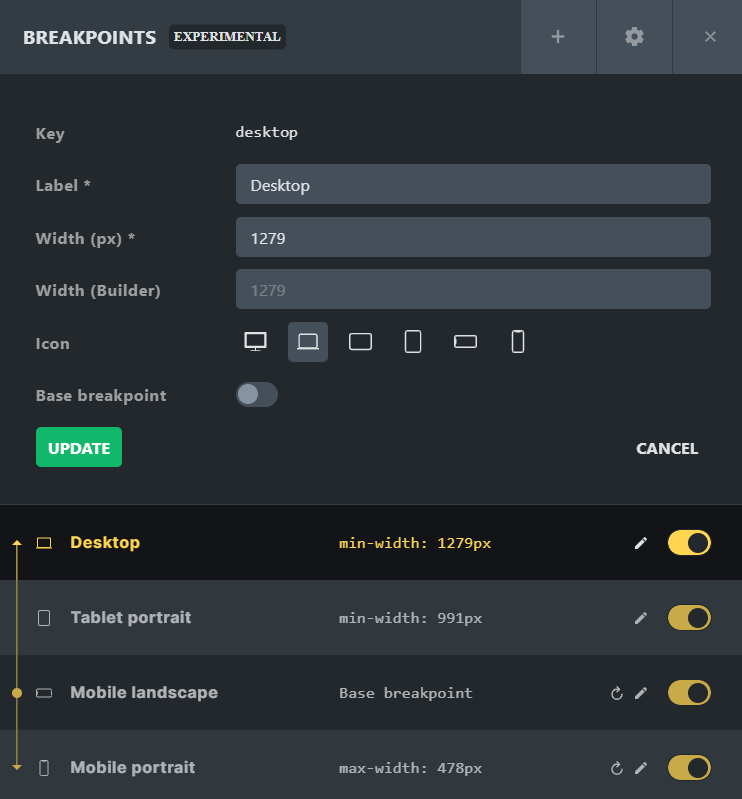 BREAKPOINTS EXPERIMENTAL
Key desktop
Label * Desktop
Width (px) * 1279
Width (Builder) 1279
Icon
Base breakpoint
UPDATE CANCEL
Desktop min-width: 1279px
Tablet portrait min-width: 991px
Mobile landscape Base breakpoint
Mobile portrait max-width: 478px